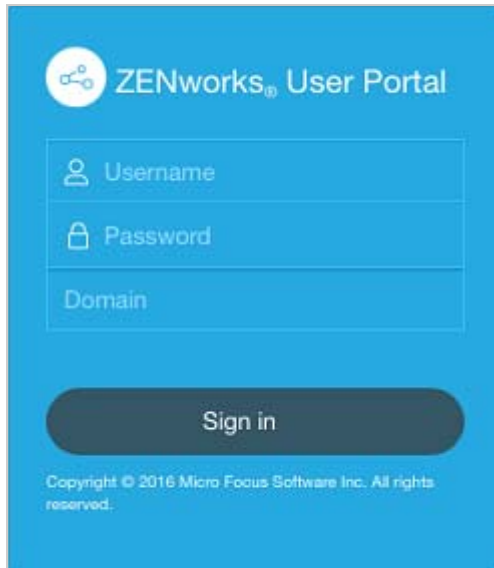 ZENworks® User Portal
Username
Password
Domain
Sign in
Copyright © 2016 Micro Focus Software Inc. All rights
reserved.